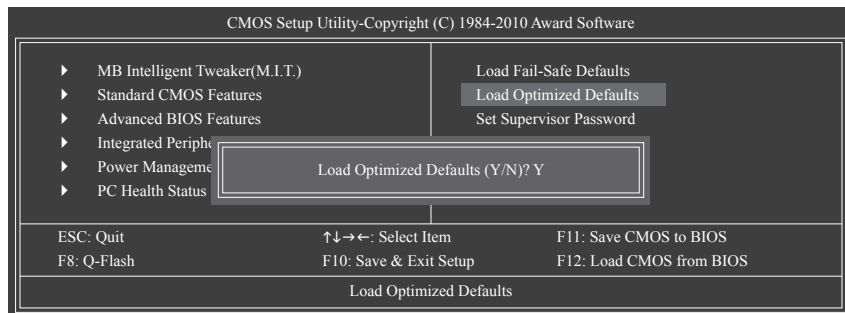 CMOS Setup Utility-Copyright (C) 1984-2010 Award Software
MB Intelligent Tweaker(M.I.T.)
Standard CMOS Features
Advanced BIOS Features
Integrated Periphe
Power Manageme
PC Health Status
Load Fail-Safe Defaults
Load Optimized Defaults
Set Supervisor Password
Load Optimized Defaults (Y/N)? Y
ESC: Quit
↑↓→←: Select Item
F11: Save CMOS to BIOS
F8: Q-Flash
F10: Save & Exit Setup
F12: Load CMOS from BIOS
Load Optimized Defaults